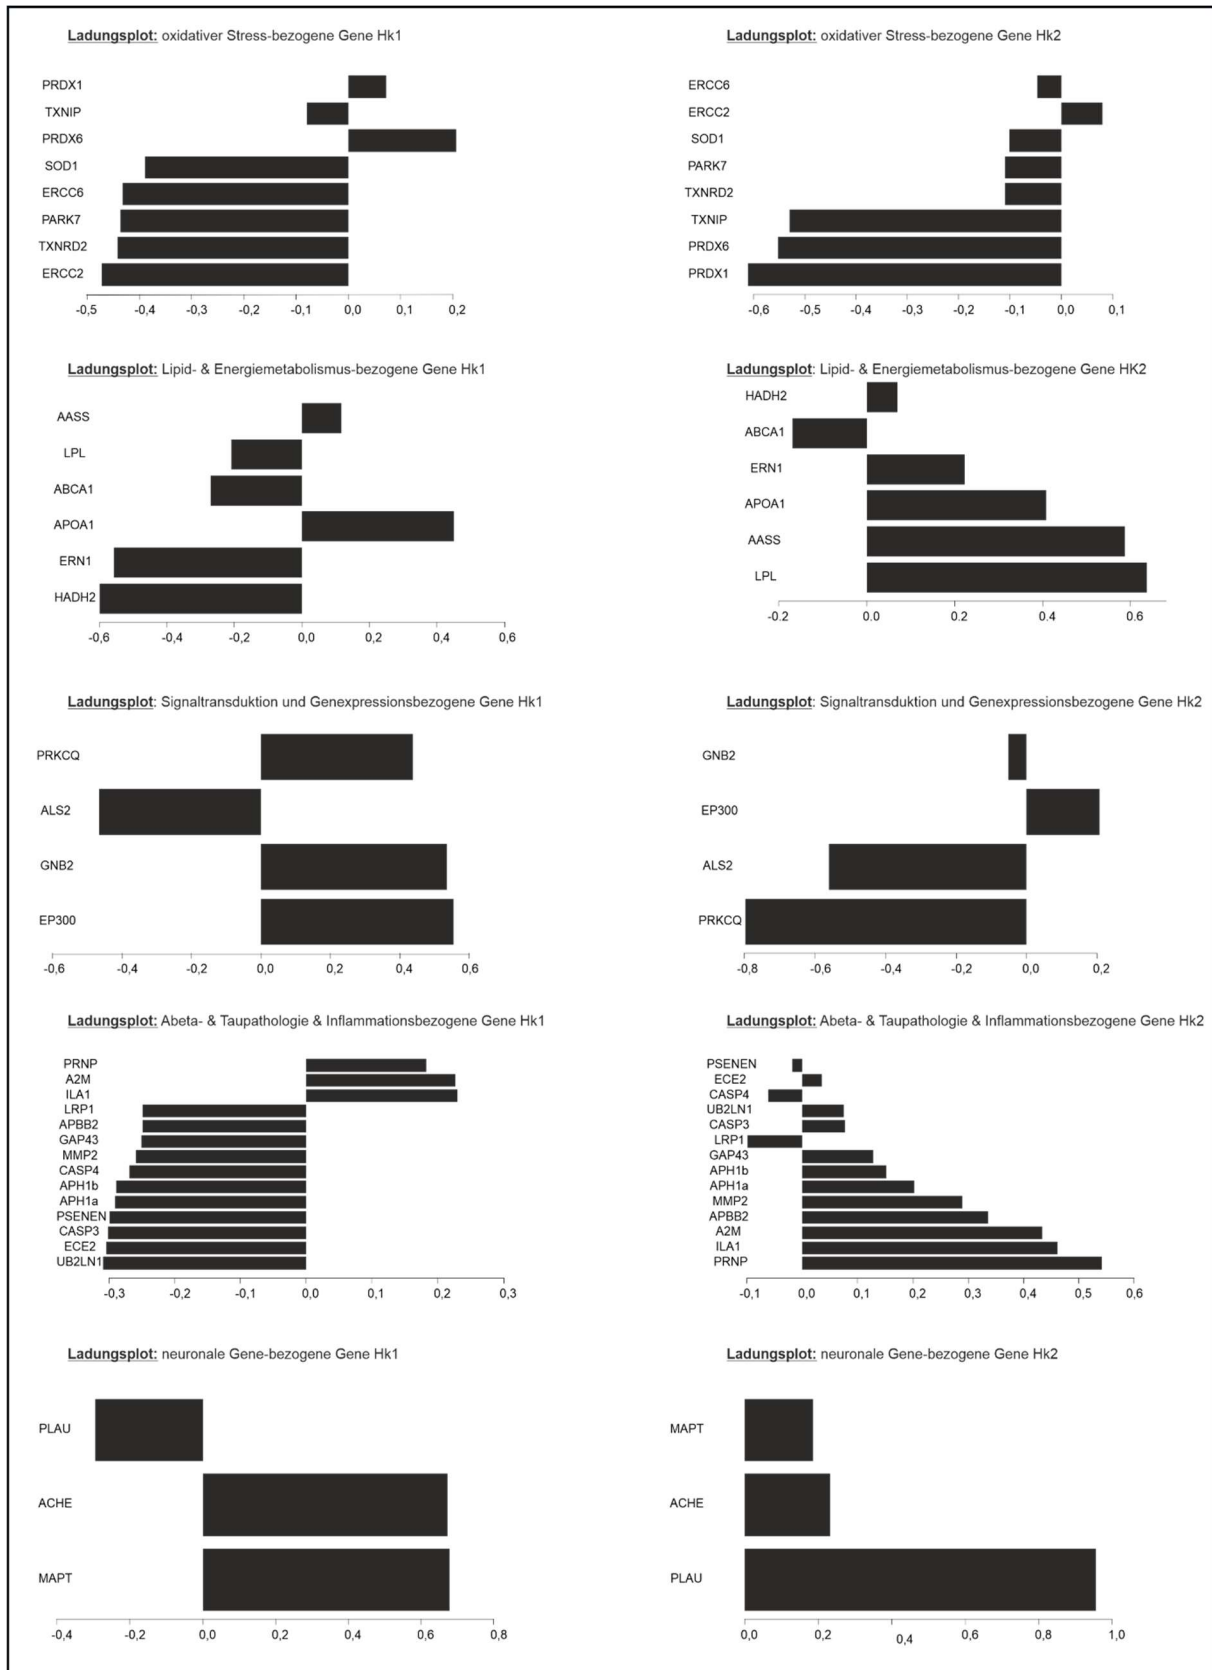 Ladungsplot: oxidativer Stress-bezogene Gene Hk1
PRDX1
TXNIP
PRDX6
SOD1
ERCC6
PARK7
TXNRD2
ERCC2
-0,5 -0,4 -0,3 -0,2 -0,1 0,0 0,1 0,2
Ladungsplot: oxidativer Stress-bezogene Gene Hk2
ERCC6
ERCC2
SOD1
PARK7
TXNRD2
TXNIP
PRDX6
PRDX1
-0,6 -0,5 -0,4 -0,3 -0,2 -0,1 0,0 0,1
Ladungsplot: Lipid- & Energiemetabolismus-bezogene Gene Hk1
AASS
LPL
ABCA1
APOA1
ERN1
HADH2
-0,6 -0,4 -0,2 0,0 0,2 0,4 0,6
Ladungsplot: Lipid- & Energiemetabolismus-bezogene Gene HK2
HADH2
ABCA1
ERN1
APOA1
AASS
LPL
-0.2 0.0 0.2 0.4 0.6
Ladungsplot: Signaltransduktion und Genexpressionsbezogene Gene Hk1
PRKCQ
ALS2
GNB2
EP300
-0,6 -0,4 -0,2 0,0 0,2 0,4 0,6
Ladungsplot: Signaltransduktion und Genexpressionsbezogene Gene Hk2
GNB2
EP300
ALS2
PRKCQ
-0,8 -0,6 -0,4 -0,2 0,0 0,2
Ladungsplot: Abeta- & Taupathologie & Inflammationsbezogene Gene Hk1
PRNP
A2M
ILA1
LRP1
APBB2
GAP43
MMP2
CASP4
APH1b
APH1a
PSENEN
CASP3
ECE2
UB2LN1
-0,3 -0,2 -0,1 0,0 0,1 0,2 0,3
Ladungsplot: Abeta- & Taupathologie & Inflammationsbezogene Gene Hk2
PSENEN
ECE2
CASP4
UB2LN1
CASP3
LRP1
GAP43
APH1b
APH1a
MMP2
APBB2
A2M
ILA1
PRNP
-0,1 0,0 0,1 0,2 0,3 0,4 0,5 0,6
Ladungsplot: neuronale Gene-bezogene Gene Hk1
PLAU
ACHE
MAPT
-0,4 -0,2 0,0 0,2 0,4 0,6 0,8
Ladungsplot: neuronale Gene-bezogene Gene Hk2
MAPT
ACHE
PLAU
0,0 0,2 0,4 0,6 0,8 1,0